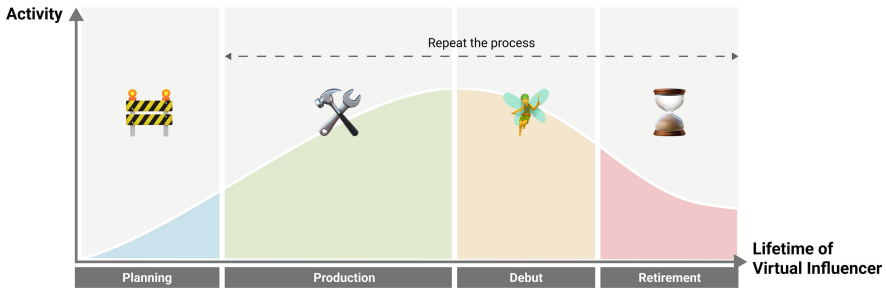 Activity
Repeat the process
Planning
Production
Debut
Retirement
Lifetime of
Virtual Influencer